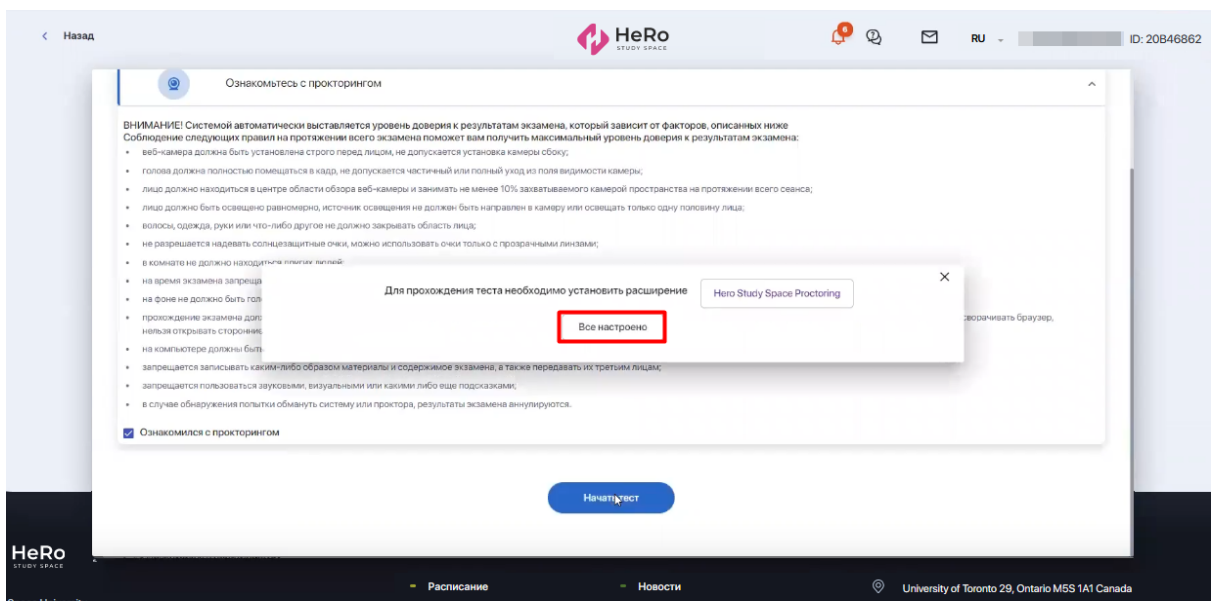 Назад
HeRo
STUDY SPACE
6
RU
ID: 20B46862
Ознакомьтесь с прокторингом
ВНИМАНИЕ! Системой автоматически выставляется уровень доверия к результатам экзамена, который зависит от факторов, описанных ниже
Соблюдение следующих правил на протяжении всего экзамена поможет вам получить максимальный уровень доверия к результатам экзамена:
• веб-камера должна быть установлена строго перед лицом, не допускается установка камеры сбоку;
• голова должна полностью помещаться в кадр, не допускается частичный или полный уход из поля видимости камеры;
• лицо должно находиться в центре области обзора веб-камеры и занимать не менее 10% захватываемого камерой пространства на протяжении всего сеанса;
• лицо должно быть освещено равномерно, источник освещения не должен быть направлен в камеру или освещать только одну половину лица;
• волосы, одежда, руки или что-либо другое не должно закрывать область лица;
• не разрешается надевать солнцезащитные очки, можно использовать очки только с прозрачными линзами;
• в комнате не должно находиться других людей;
• на время экзамена запреща
• на фоне не должно быть гол
• прохождение экзамена дол
сворачивать браузер,
нельзя открывать сторонние
• на компьютере должны быть
Для прохождения теста необходимо установить расширение
Hero Study Space Proctoring
Все настроено
• запрещается записывать каким-либо образом материалы и содержимое экзамена, а также передавать их третьим лицам;
• запрещается пользоваться звуковыми, визуальными или какими либо еще подсказками;
• в случае обнаружения попытки обмануть систему или проктора, результаты экзамена аннулируются.
Ознакомился с прокторингом
Начать тест
HeRo
STUDY SPACE
Расписание
Новости
University of Toronto 29, Ontario M5S 1A1 Canada